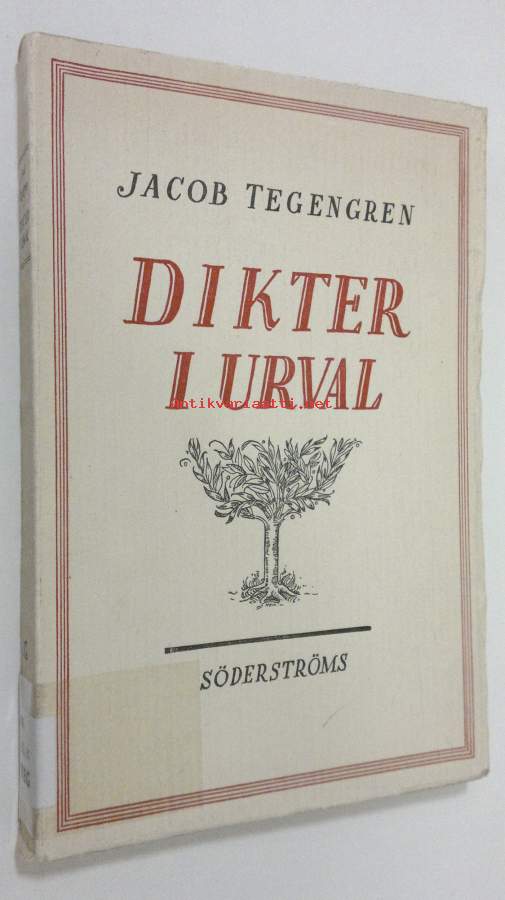 JACOB TEGENGREN
DIKTER
I URVAL
antikvariaatti.net
SÖDERSTRÖMS